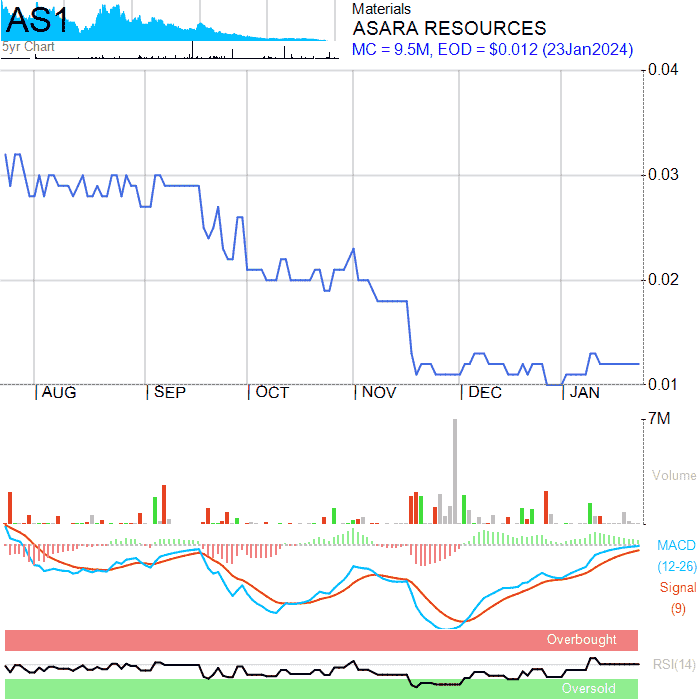 AS1
5yr Chart
Materials
ASARA RESOURCES
MC = 9.5M, EOD = $0.012 (23Jan2024)
0.04
0.03
0.02
0.01
AUG SEP OCT NOV DEC JAN
7M
Volume
MACD
(12-26)
Signal
(9)
Overbought
RSI(14)
Oversold